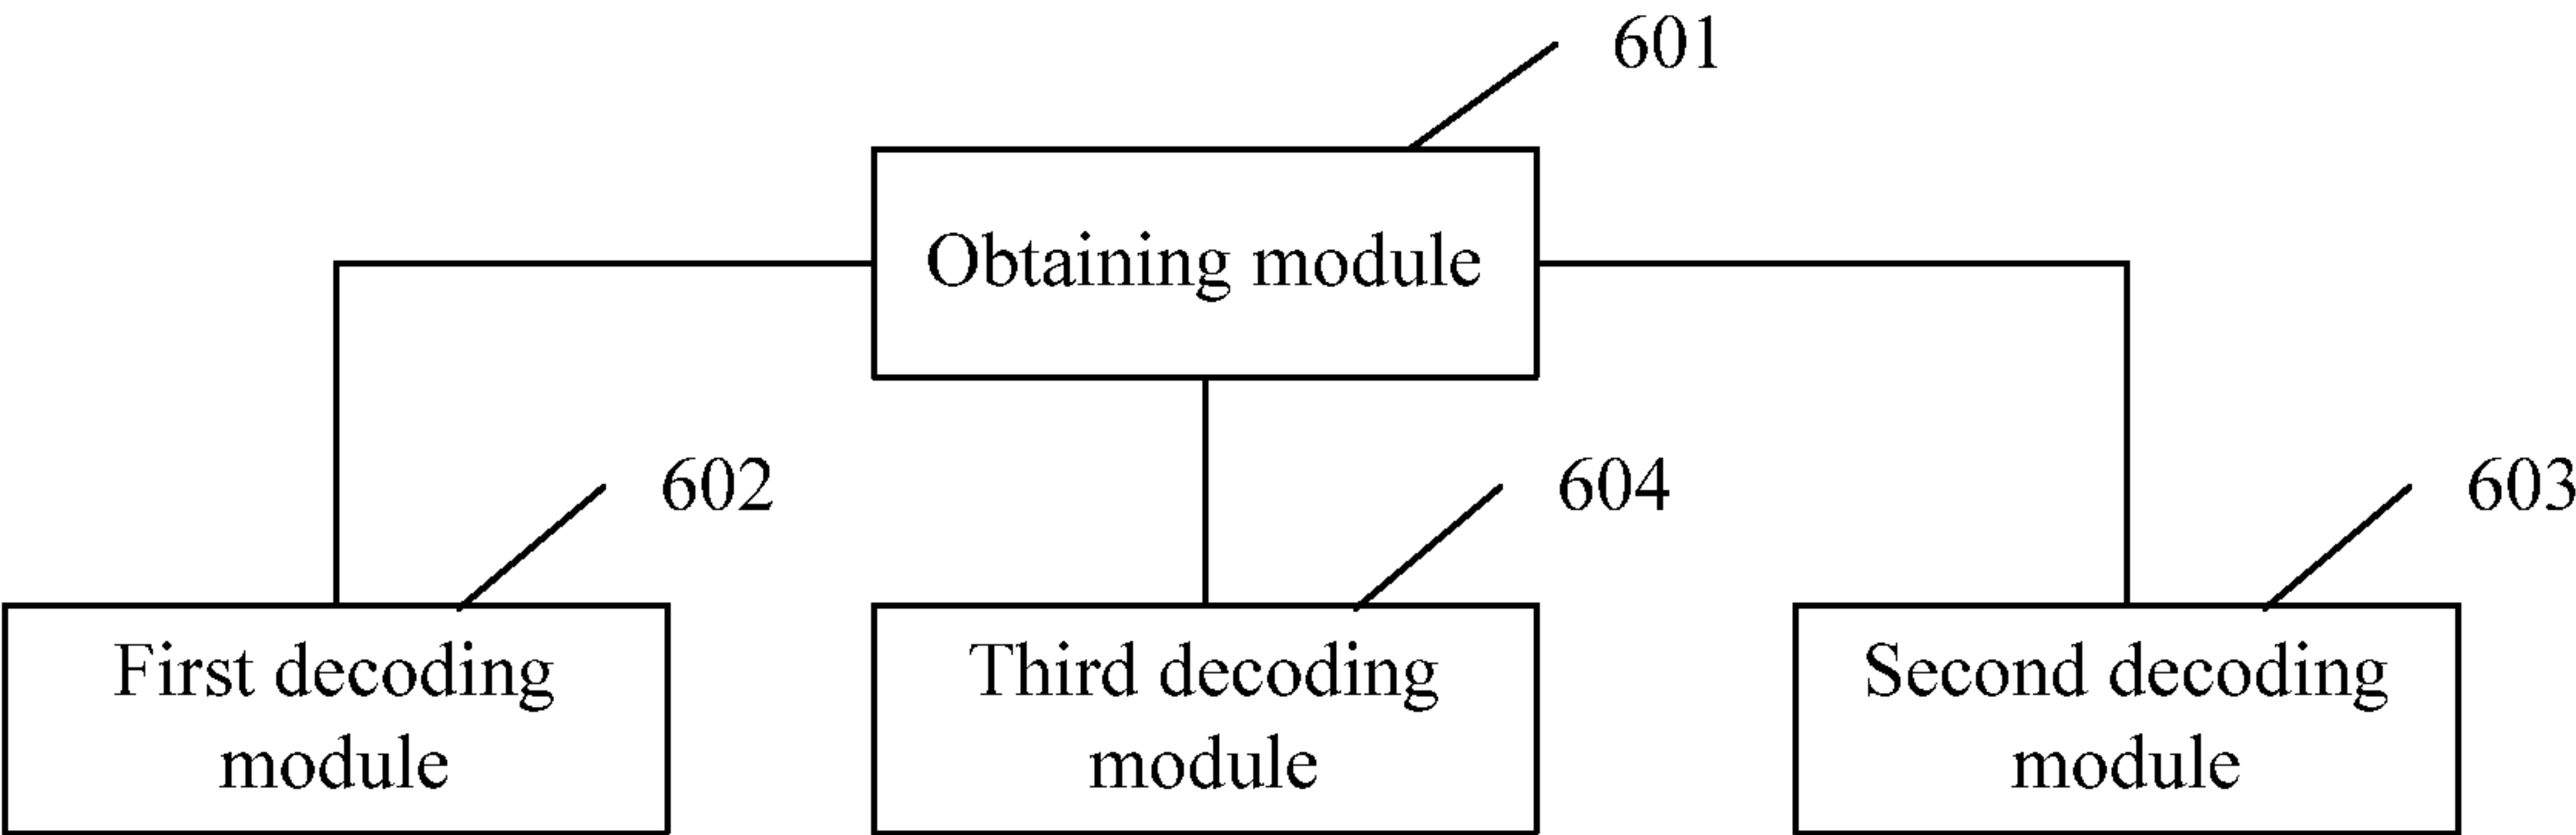 601
Obtaining module
602
604
603
First decoding
module
Third decoding
module
Second decoding
module